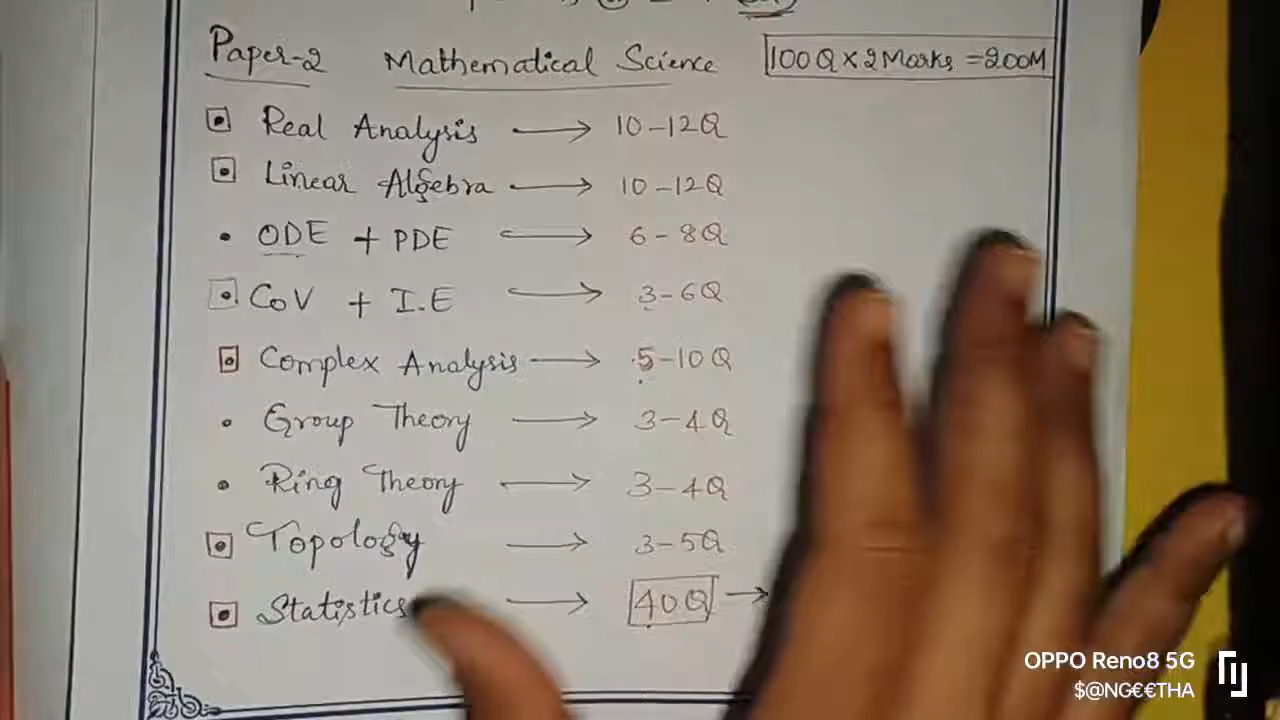 Paper-2 Mathematical Science 100Q×2Marks=200M
Real Analysis → 10-12Q
Linear Algebra → 10-12Q
• ODE + PDE → 6-8Q
CoV + I.E → 3-6Q
Complex Analysis → 5-10Q
• Group Theory → 3-4Q
• Ring Theory → 3-4Q
Topology → 3-5Q
Statistics → 40Q →
OPPO Reno8 5G
$@NG€€THA